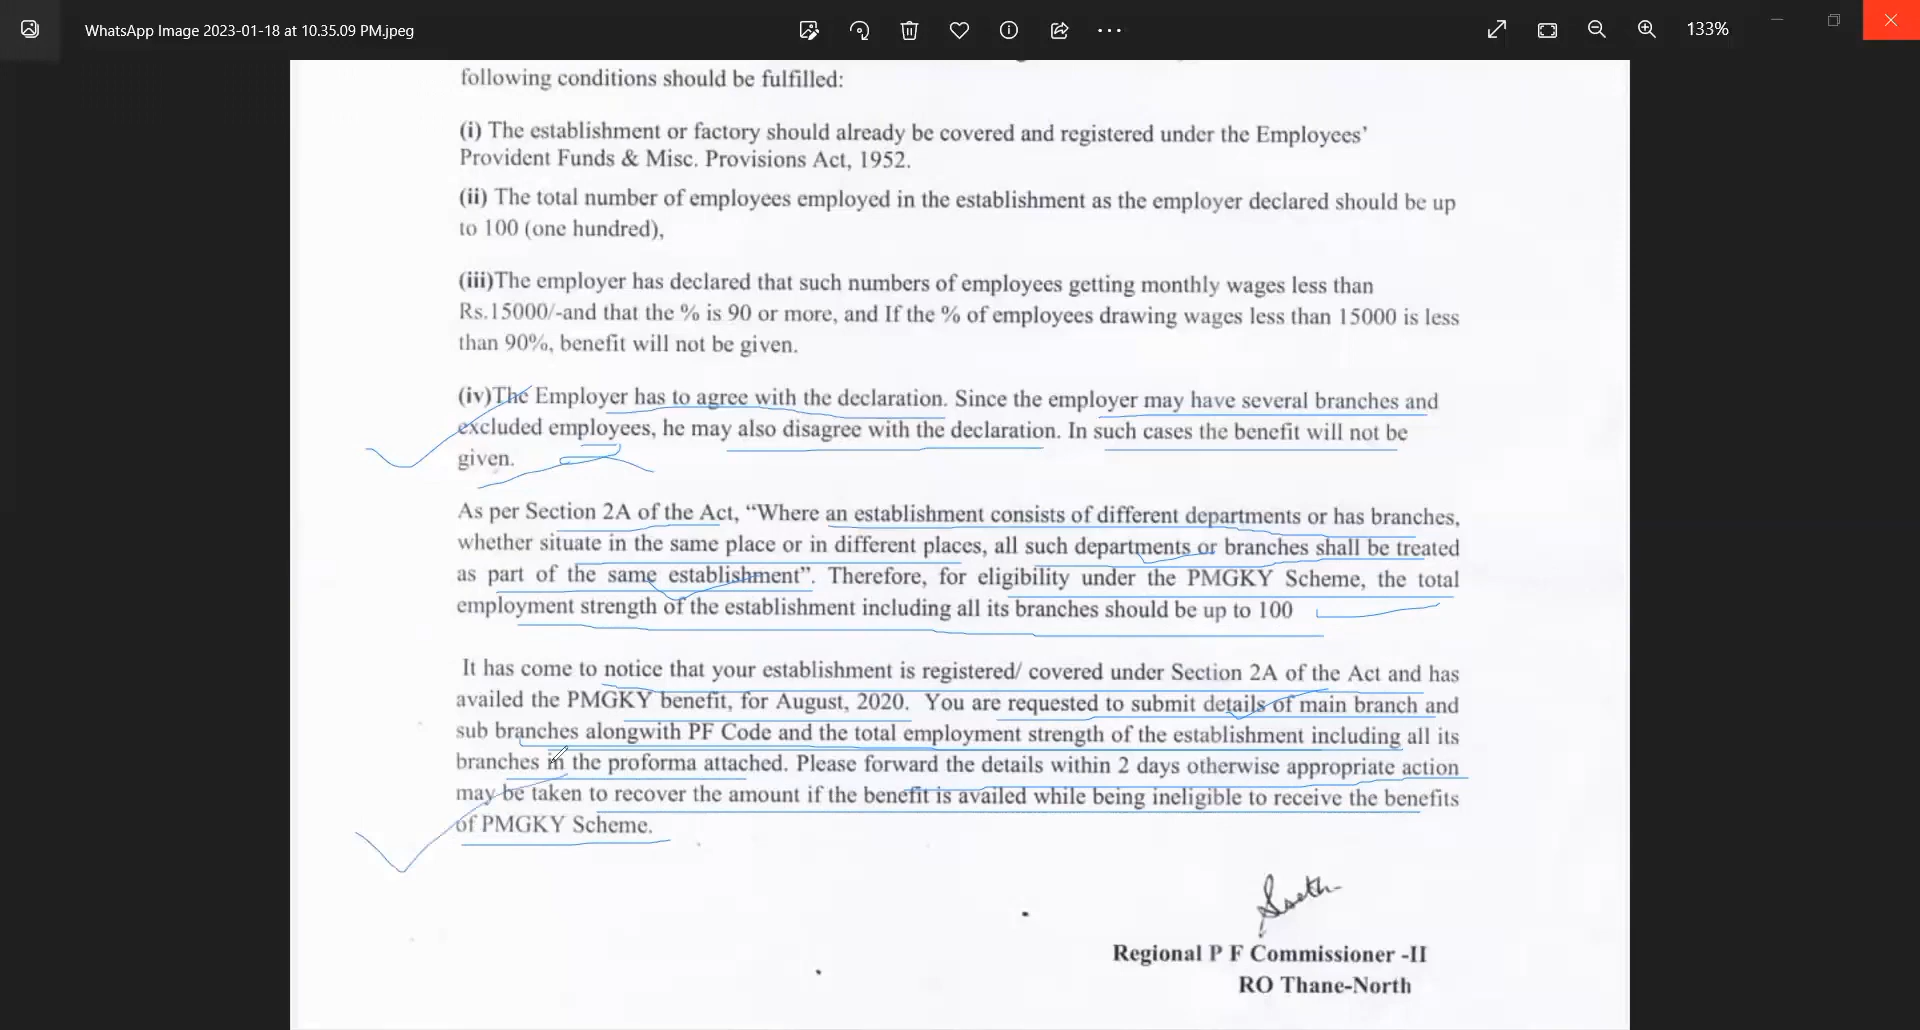 WhatsApp Image 2023-01-18 at 10.35.09 PM.jpeg
133%
following conditions should be fulfilled:
(i) The establishment or factory should already be covered and registered under the Employees’
Provident Funds & Misc. Provisions Act, 1952.
(ii) The total number of employees employed in the establishment as the employer declared should be up
to 100 (one hundred),
(iii)The employer has declared that such numbers of employees getting monthly wages less than
Rs.15000/-and that the % is 90 or more, and If the % of employees drawing wages less than 15000 is less
than 90%, benefit will not be given.
(iv)The Employer has to agree with the declaration. Since the employer may have several branches and
excluded employees, he may also disagree with the declaration. In such cases the benefit will not be
given.
As per Section 2A of the Act, “Where an establishment consists of different departments or has branches,
whether situate in the same place or in different places, all such departments or branches shall be treated
as part of the same establishment”. Therefore, for eligibility under the PMGKY Scheme, the total
employment strength of the establishment including all its branches should be up to 100
It has come to notice that your establishment is registered/ covered under Section 2A of the Act and has
availed the PMGKY benefit, for August, 2020. You are requested to submit details of main branch and
sub branches alongwith PF Code and the total employment strength of the establishment including all its
branches in the proforma attached. Please forward the details within 2 days otherwise appropriate action
may be taken to recover the amount if the benefit is availed while being ineligible to receive the benefits
of PMGKY Scheme.
Regional P F Commissioner -II
RO Thane-North